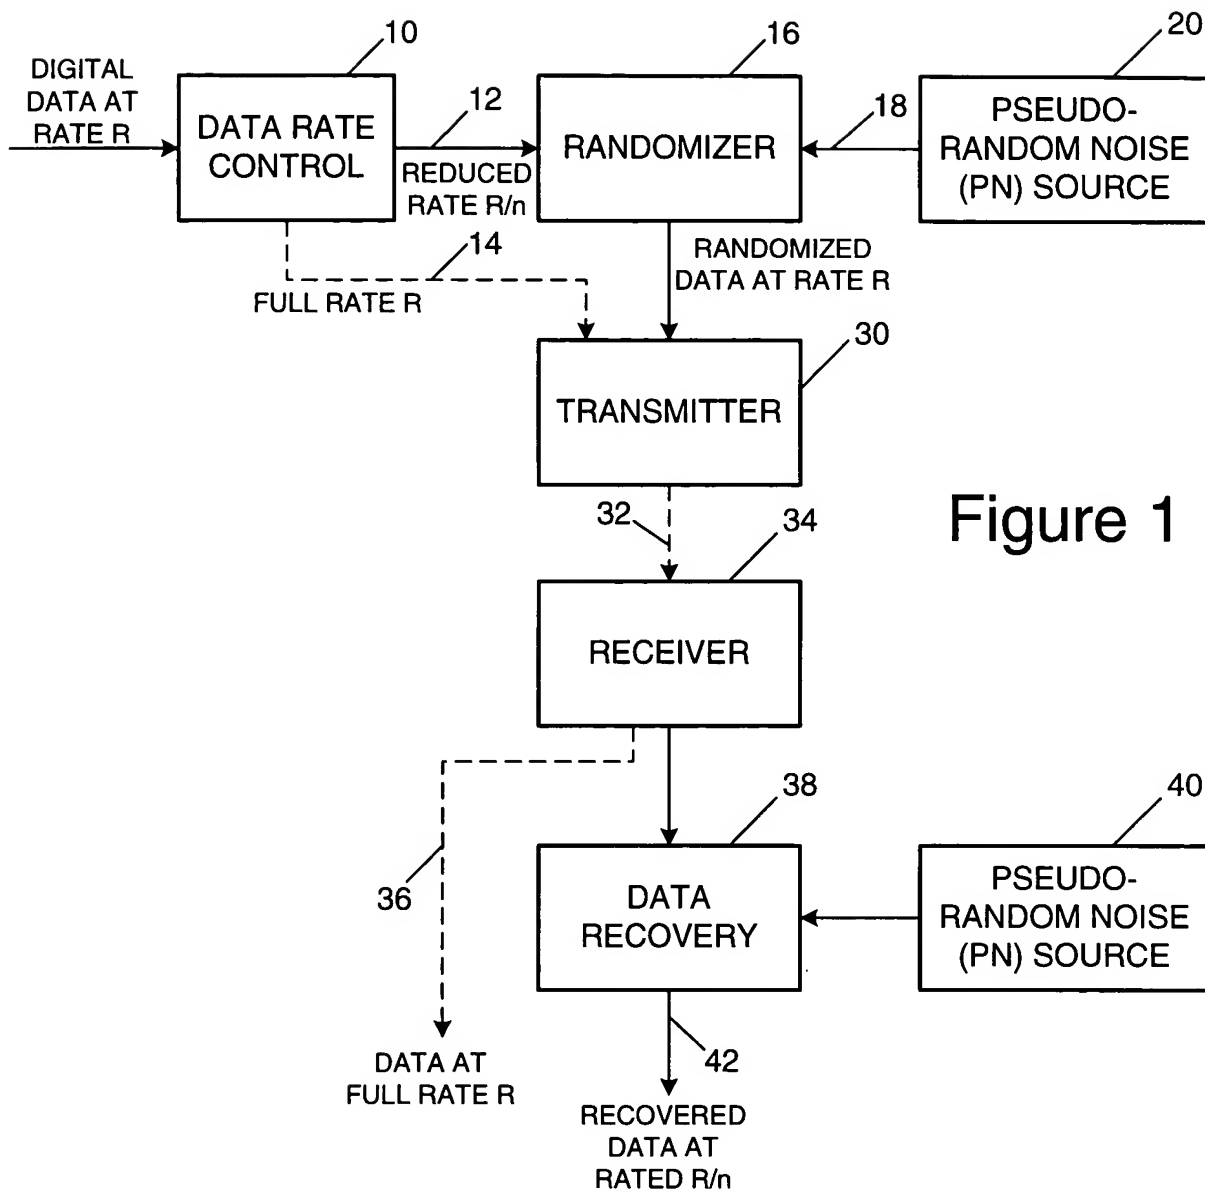 10
16
20
DIGITAL
DATA AT
RATE R
DATA RATE
CONTROL
12
REDUCED
RATE R/n
RANDOMIZER
18
PSEUDO-
RANDOM NOISE
(PN) SOURCE
14
FULL RATE R
RANDOMIZED
DATA AT RATE R
30
TRANSMITTER
32
34
Figure 1
RECEIVER
36
38
40
DATA
RECOVERY
PSEUDO-
RANDOM NOISE
(PN) SOURCE
42
DATA AT
FULL RATE R
RECOVERED
DATA AT
RATED R/n